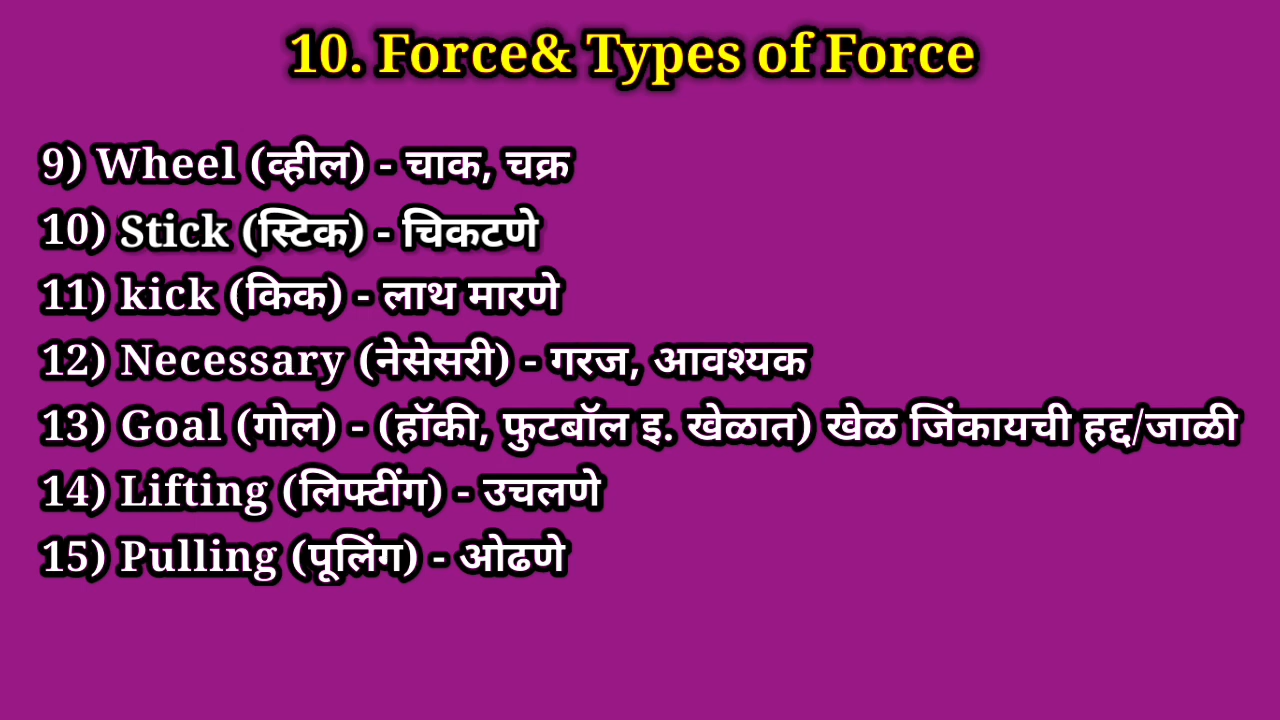 10. Force& Types of Force
9) Wheel (व्हील) - चाक, चक्र
10) Stick (स्टिक) - चिकटणे
11) kick (किक) - लाथ मारणे
12) Necessary (नेसेसरी) - गरज, आवश्यक
13) Goal (गोल) - (हॉकी, फुटबॉल इ. खेळात) खेळ जिंकायची हद्द/जाळी
14) Lifting (लिफ्टींग) - उचलणे
15) Pulling (पूलिंग) - ओढणे